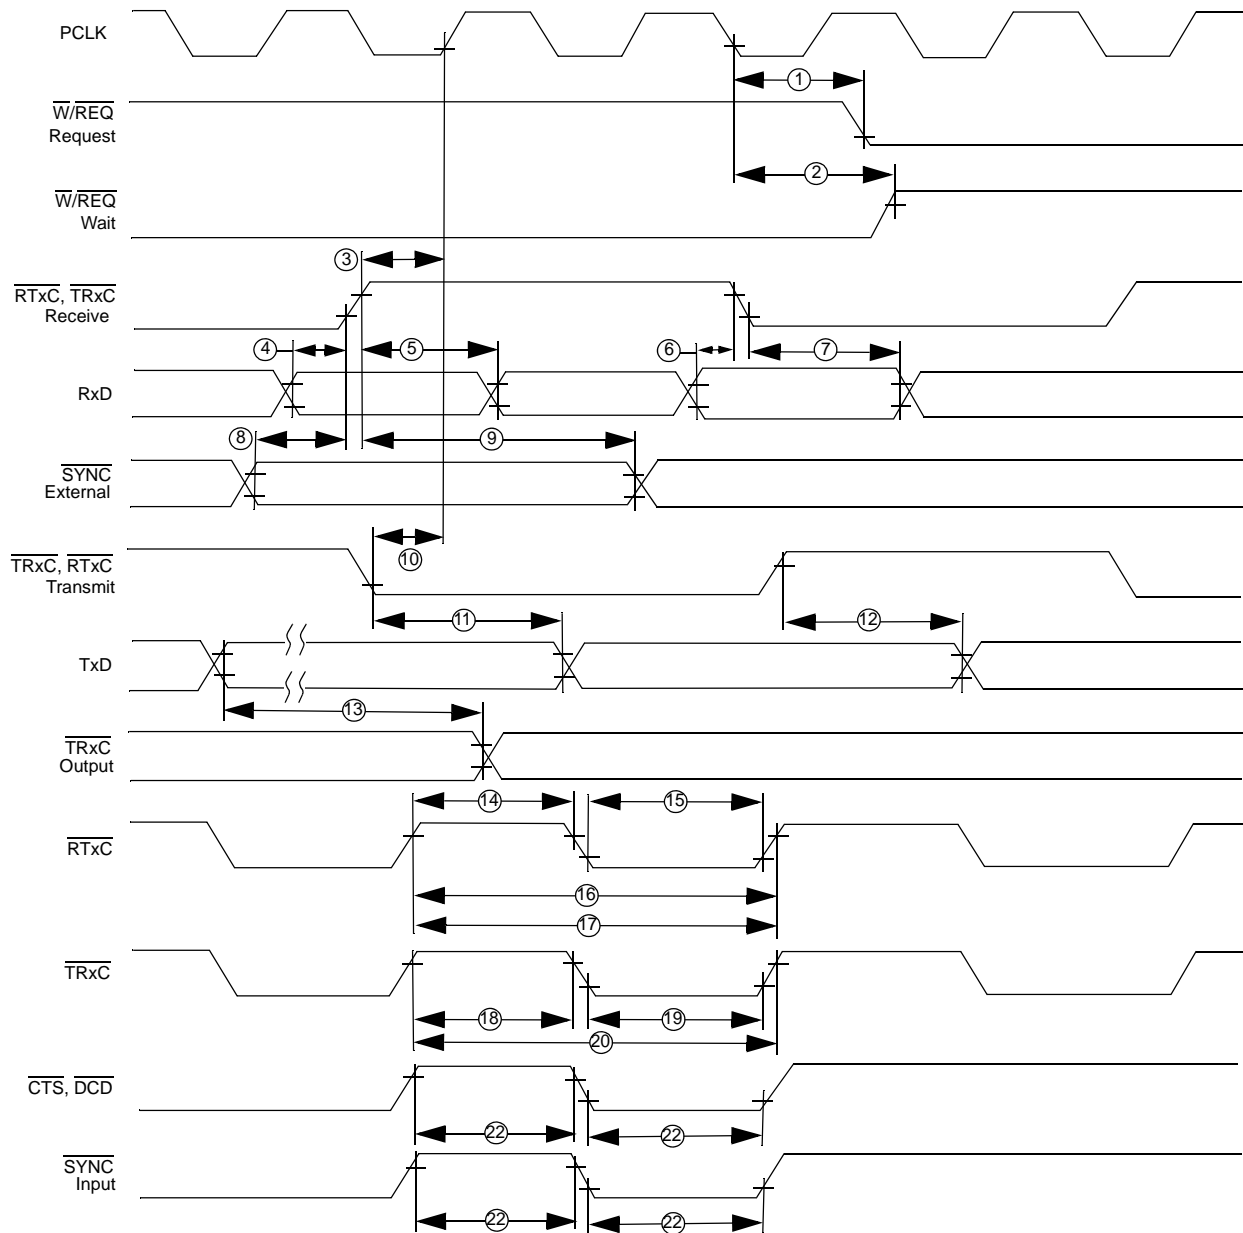 PCLK
1
W/REQ
Request
2
W/REQ
Wait
3
RTxC, TRxC
Receive
4
5
6
7
RxD
8
9
SYNC
External
10
TRxC, RTxC
Transmit
11
12
TxD
13
TRxC
Output
14
15
RTxC
16
17
TRxC
18
19
20
CTS, DCD
22
22
SYNC
Input
22
22